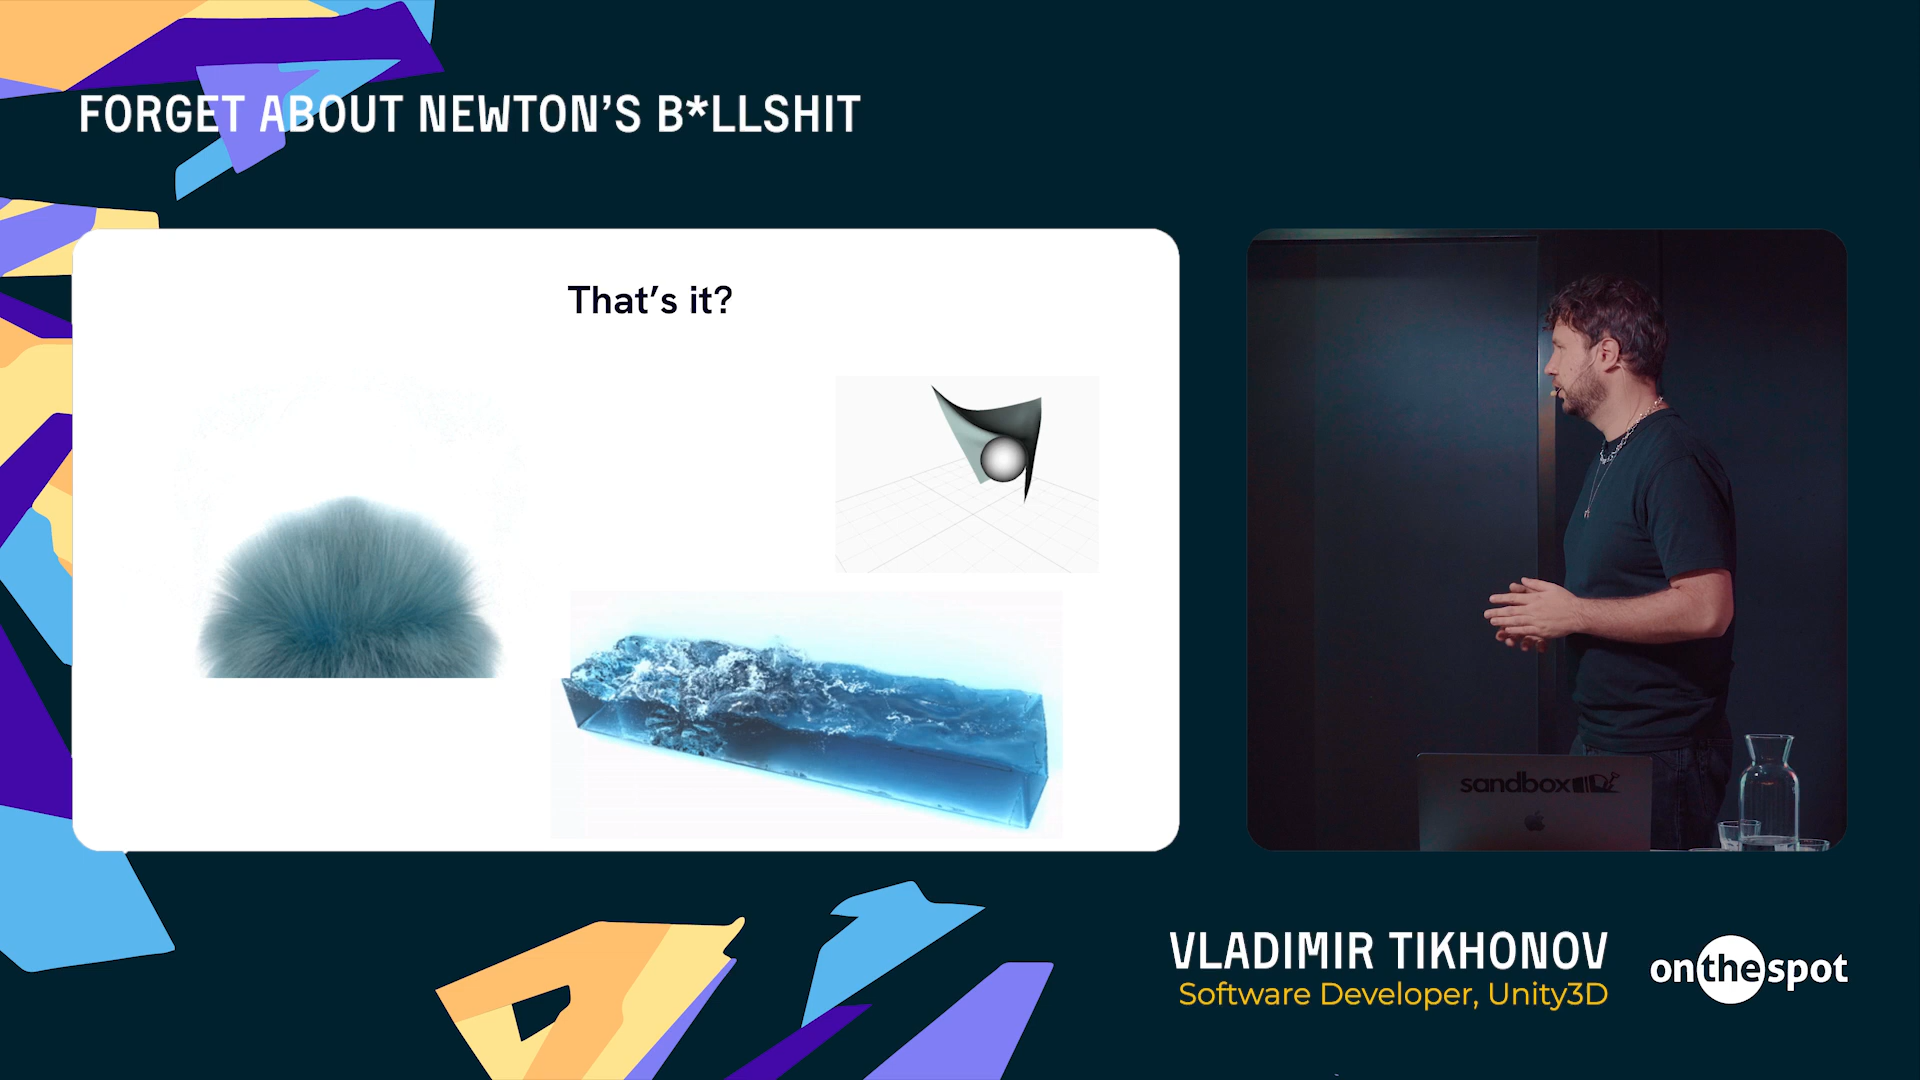 FORGET ABOUT NEWTON'S B*LLSHIT
That's it?
sandbox
VLADIMIR TIKHONOV
Software Developer, Unity3D
onthespot